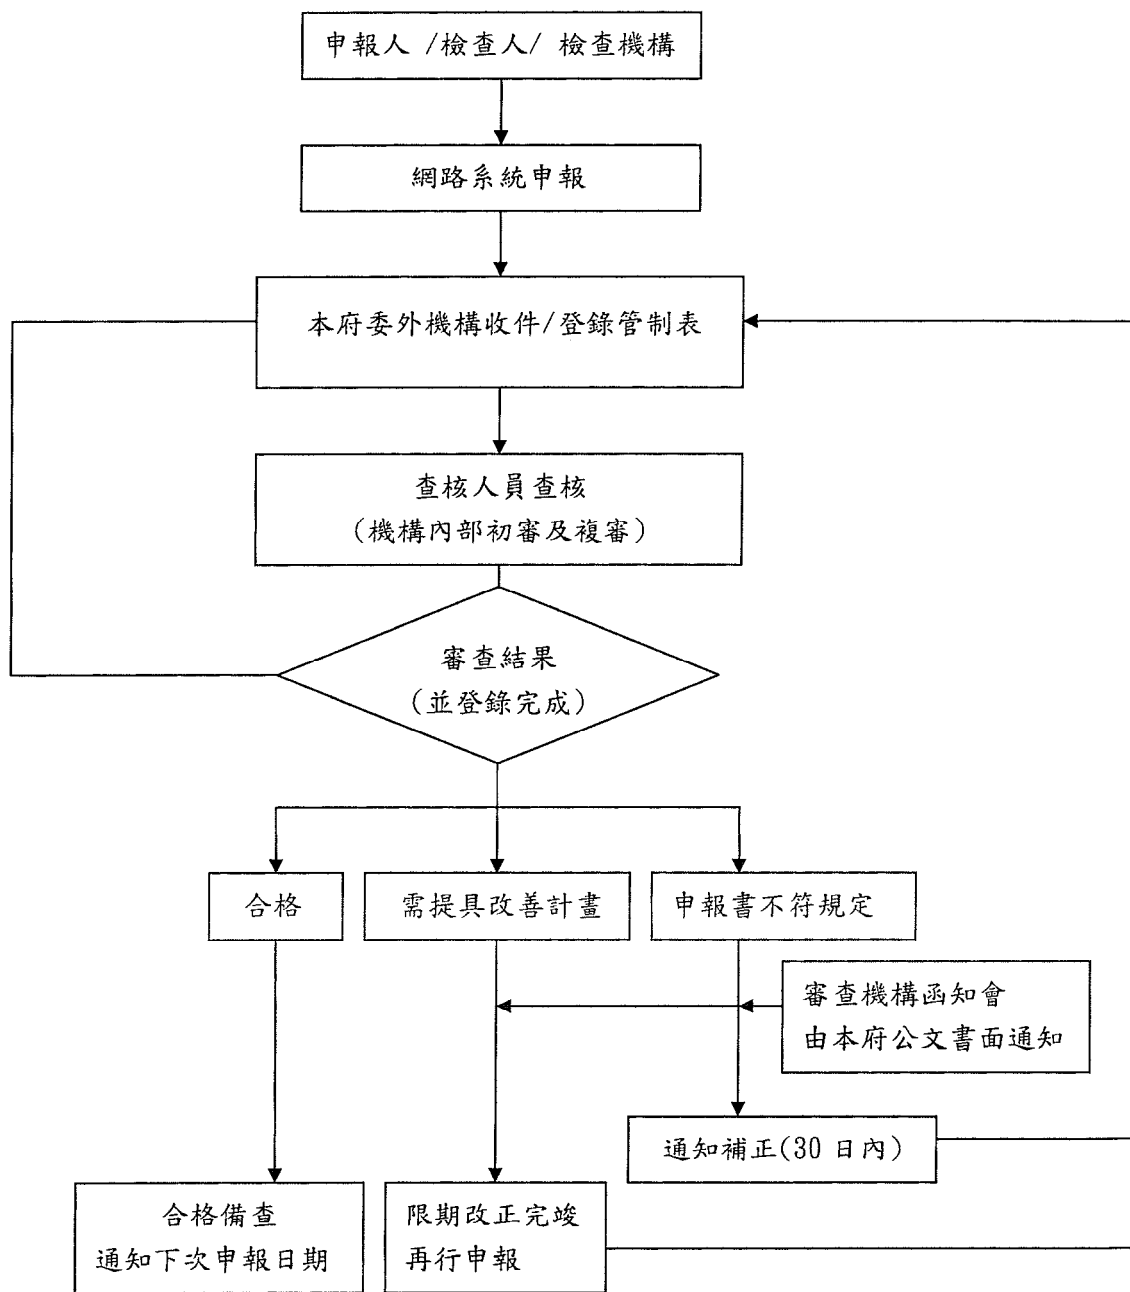 申報人 /檢查人/ 檢查機構
網路系統申報
本府委外機構收件/登錄管制表
查核人員查核
(機構內部初審及複審)
審查結果
(並登錄完成)
合格
需提具改善計畫
申報書不符規定
審查機構函知會
由本府公文書面通知
通知補正(30 日內)
合格備查
通知下次申報日期
限期改正完竣
再行申報